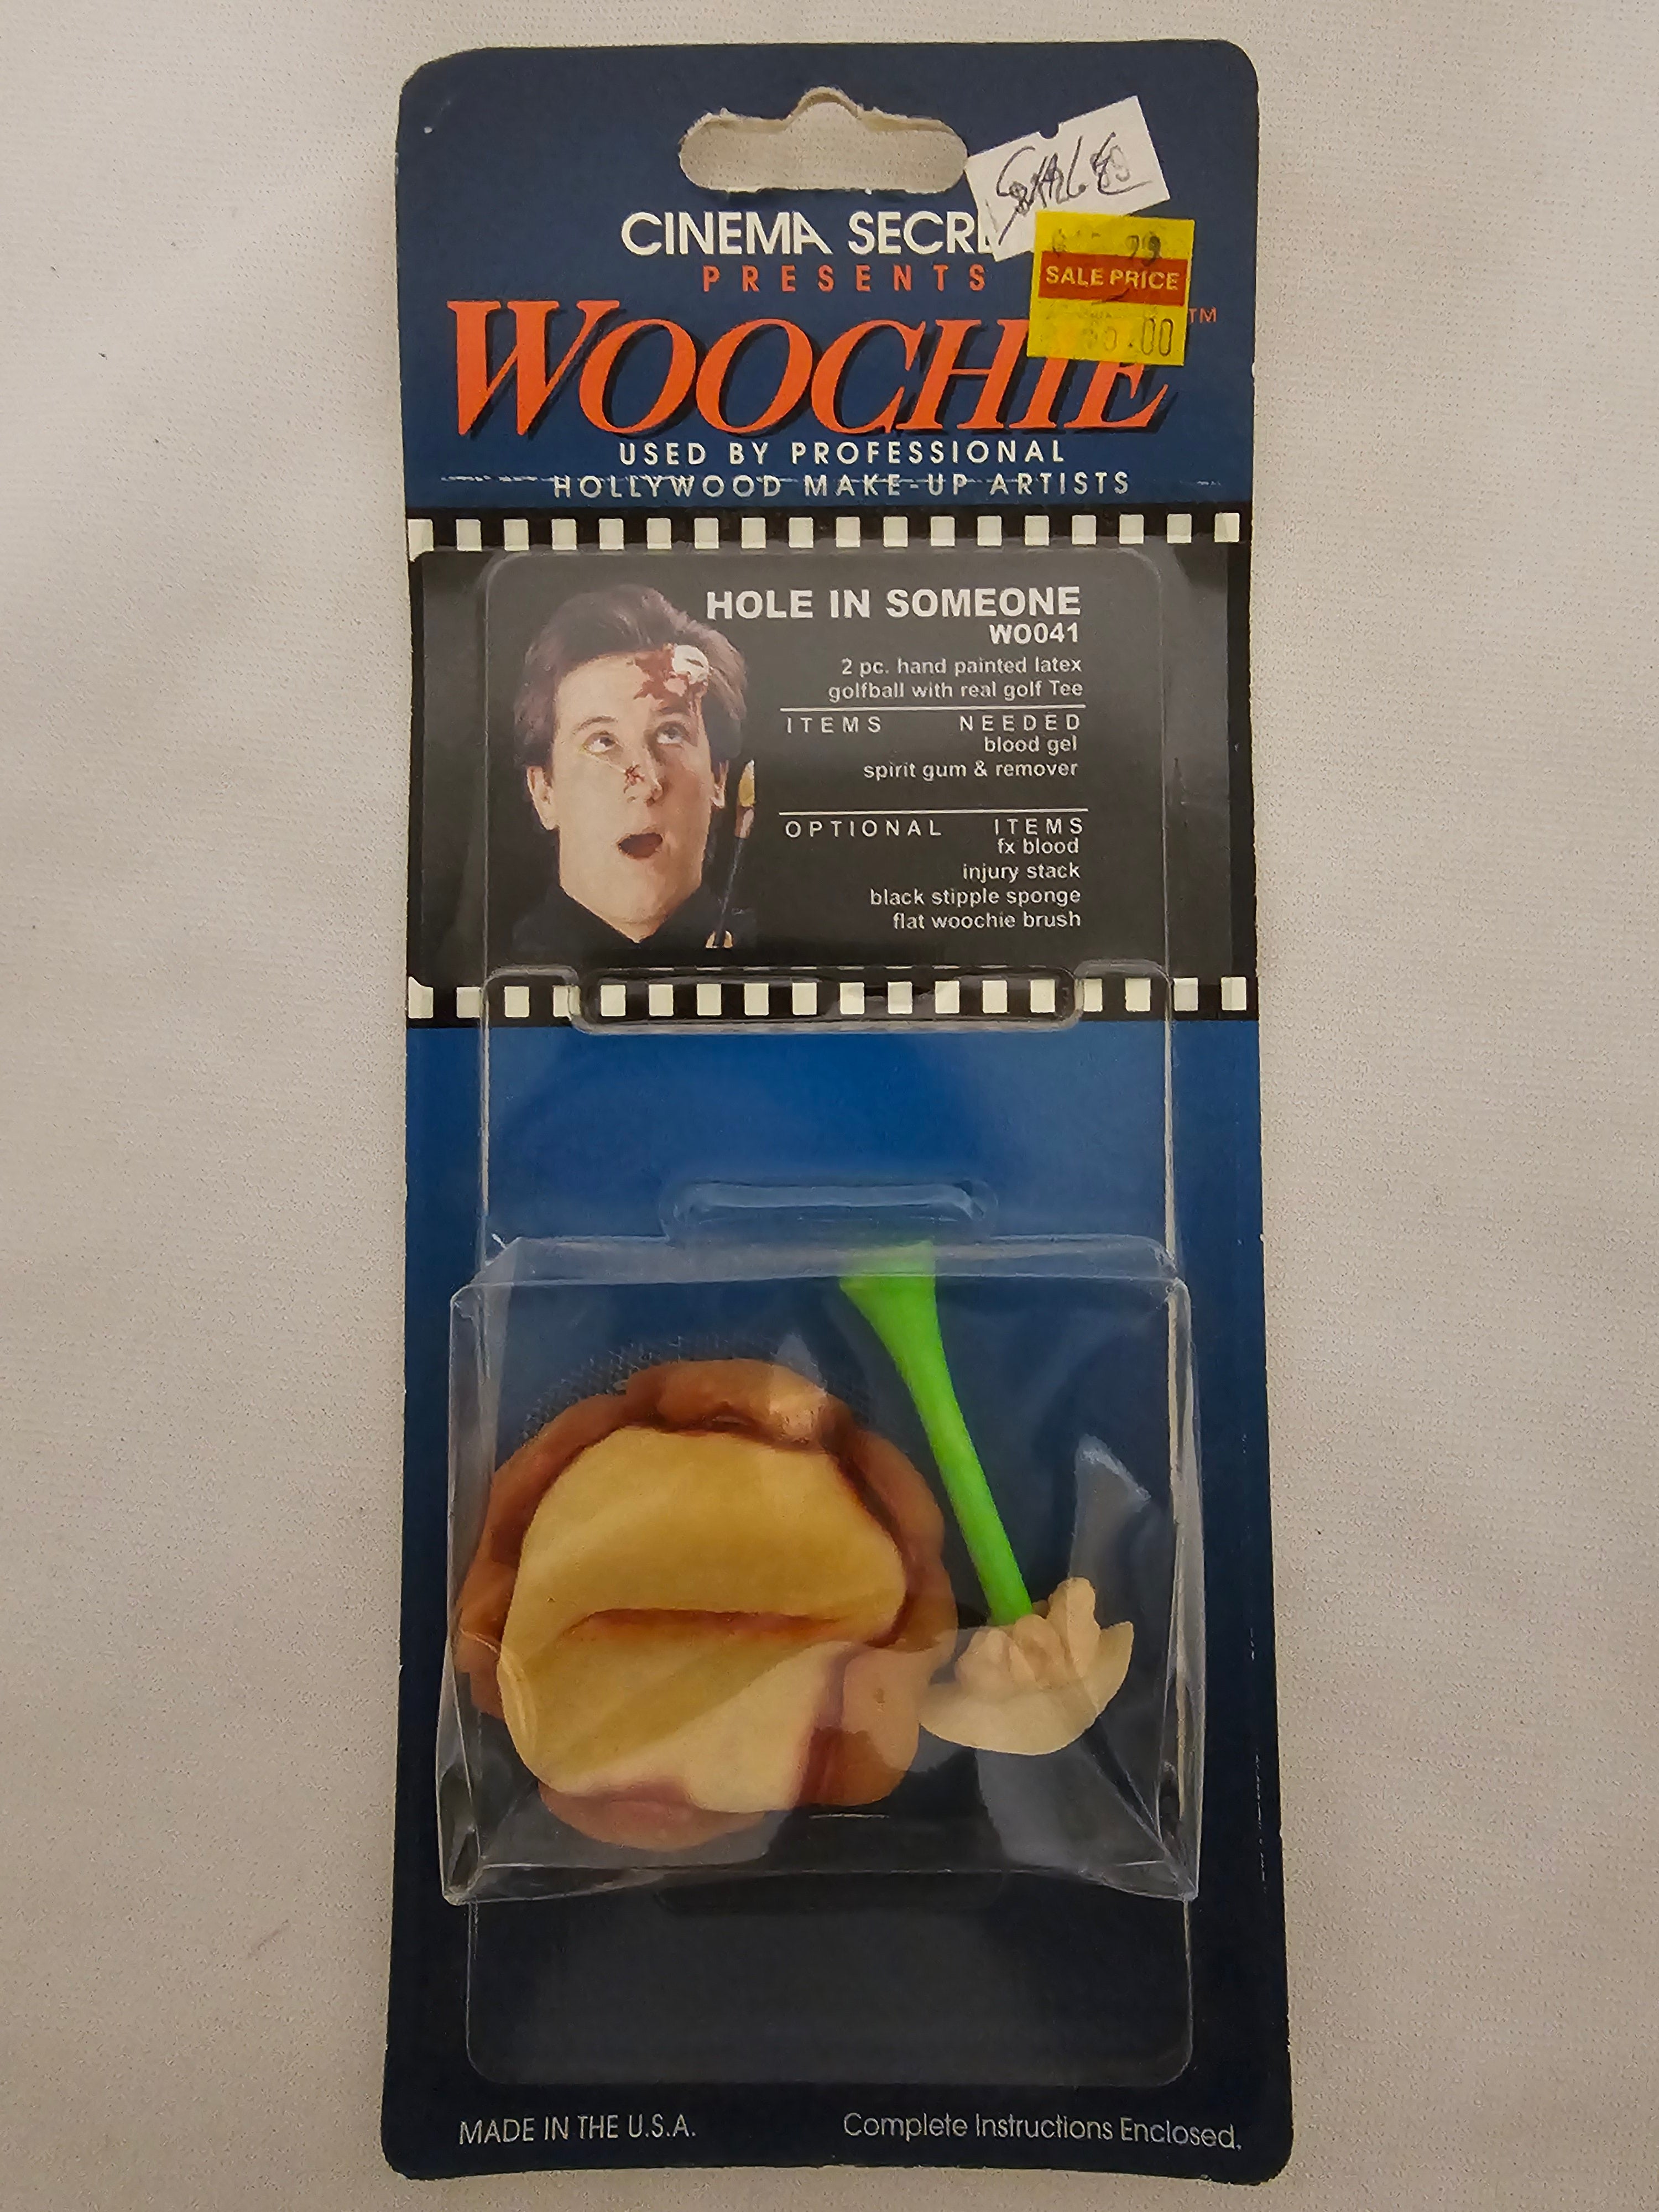 CINEMA SECRE
PRESENTS
WOOCHIE™
USED BY PROFESSIONAL
HOLLYWOOD MAKE-UP ARTISTS
SALE PRICE
HOLE IN SOMEONE
WO041
2 pc. hand painted latex
golfball with real golf Tee
ITEMS NEEDED
blood gel
spirit gum & remover
OPTIONAL ITEMS
fx blood
injury stack
black stipple sponge
flat woochie brush
MADE IN THE U.S.A.
Complete Instructions Enclosed.